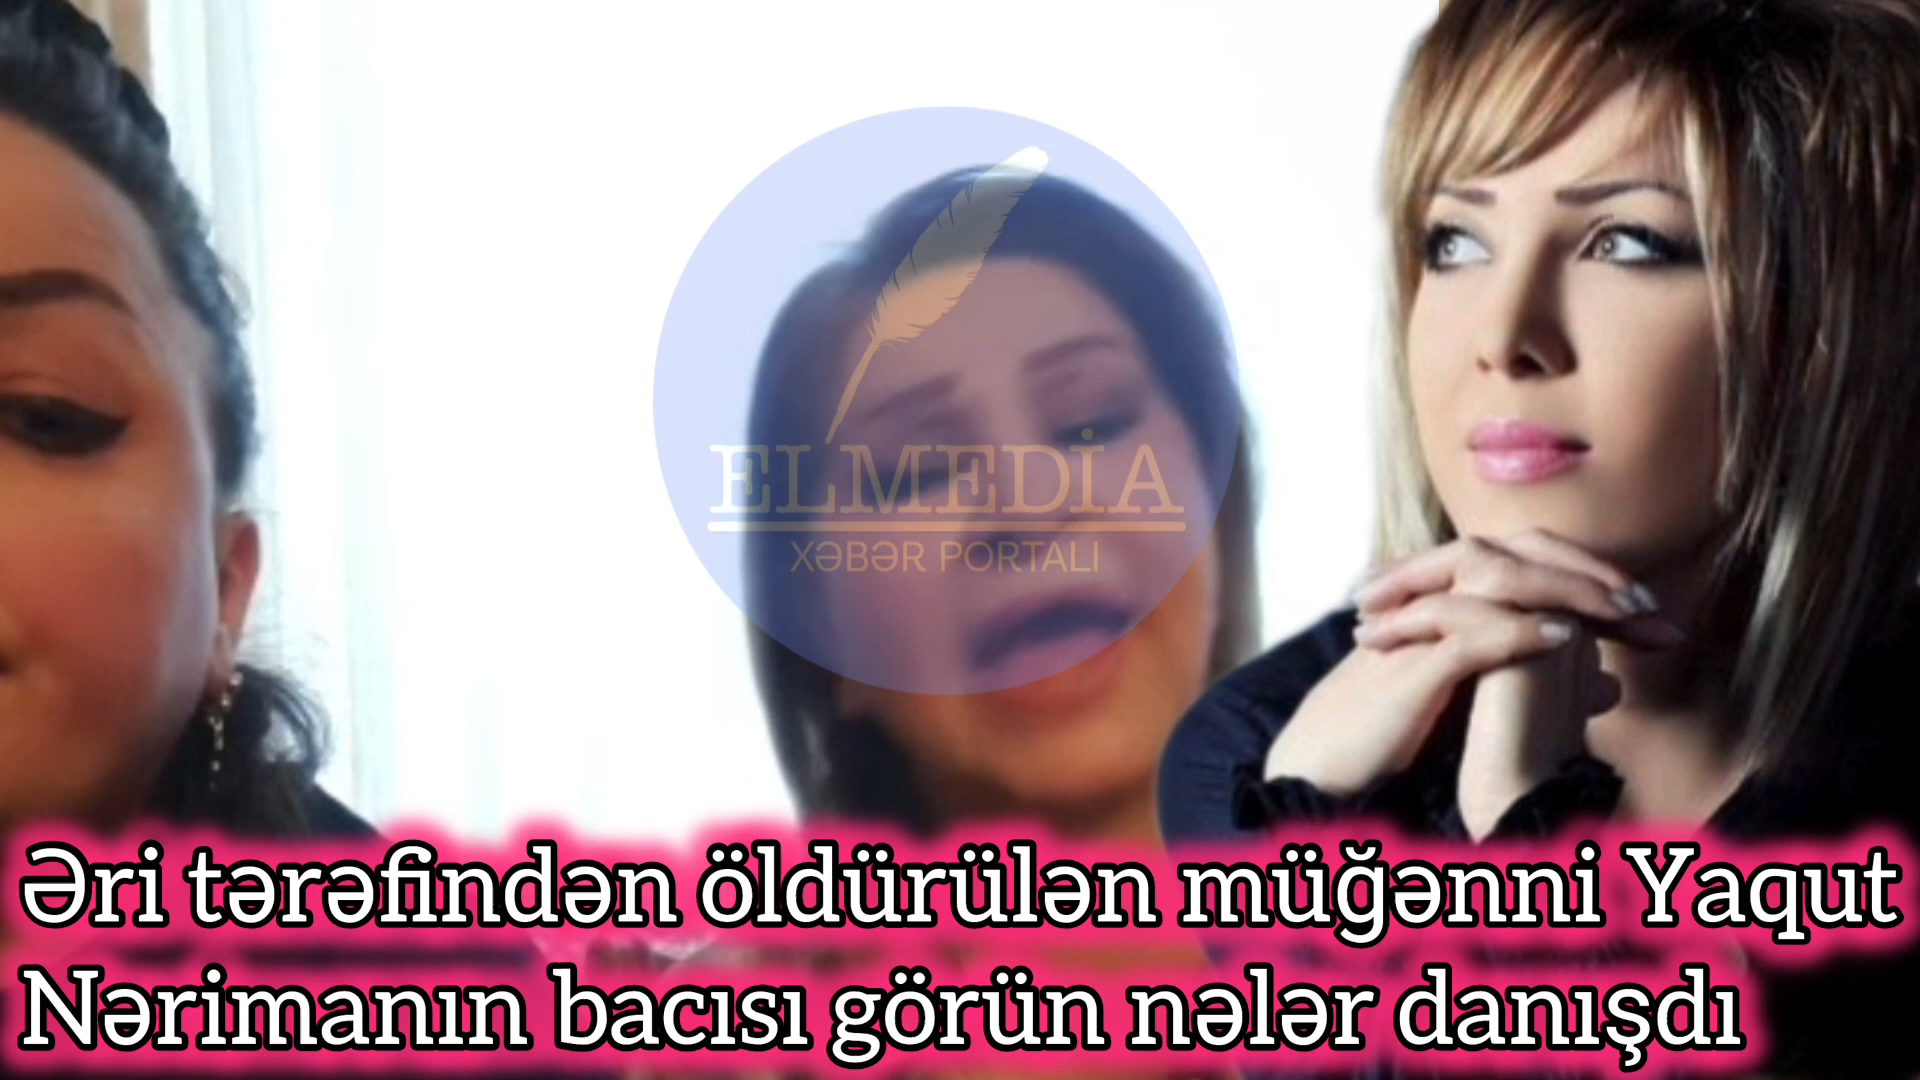 ELMEDİA
XƏBƏR PORTALI
Əri tərəfindən öldürülən müğənni Yaqut
Nərimanın bacısı görün nələr danışdı